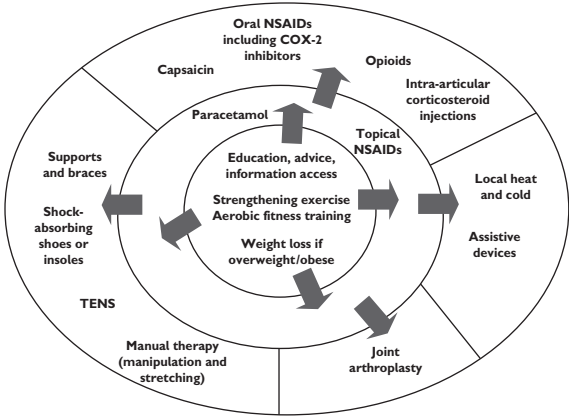 Oral NSAIDs
including COX-2
inhibitors
Capsaicin
Opioids
Intra-articular
corticosteroid
injections
Paracetamol
Topical
NSAIDs
Education, advice,
information access
Strengthening exercise
Aerobic fitness training
Weight loss if
overweight/obese
Supports
and braces
Shock-
absorbing
shoes or
insoles
TENS
Manual therapy
(manipulation and
stretching)
Local heat
and cold
Assistive
devices
Joint
arthroplasty